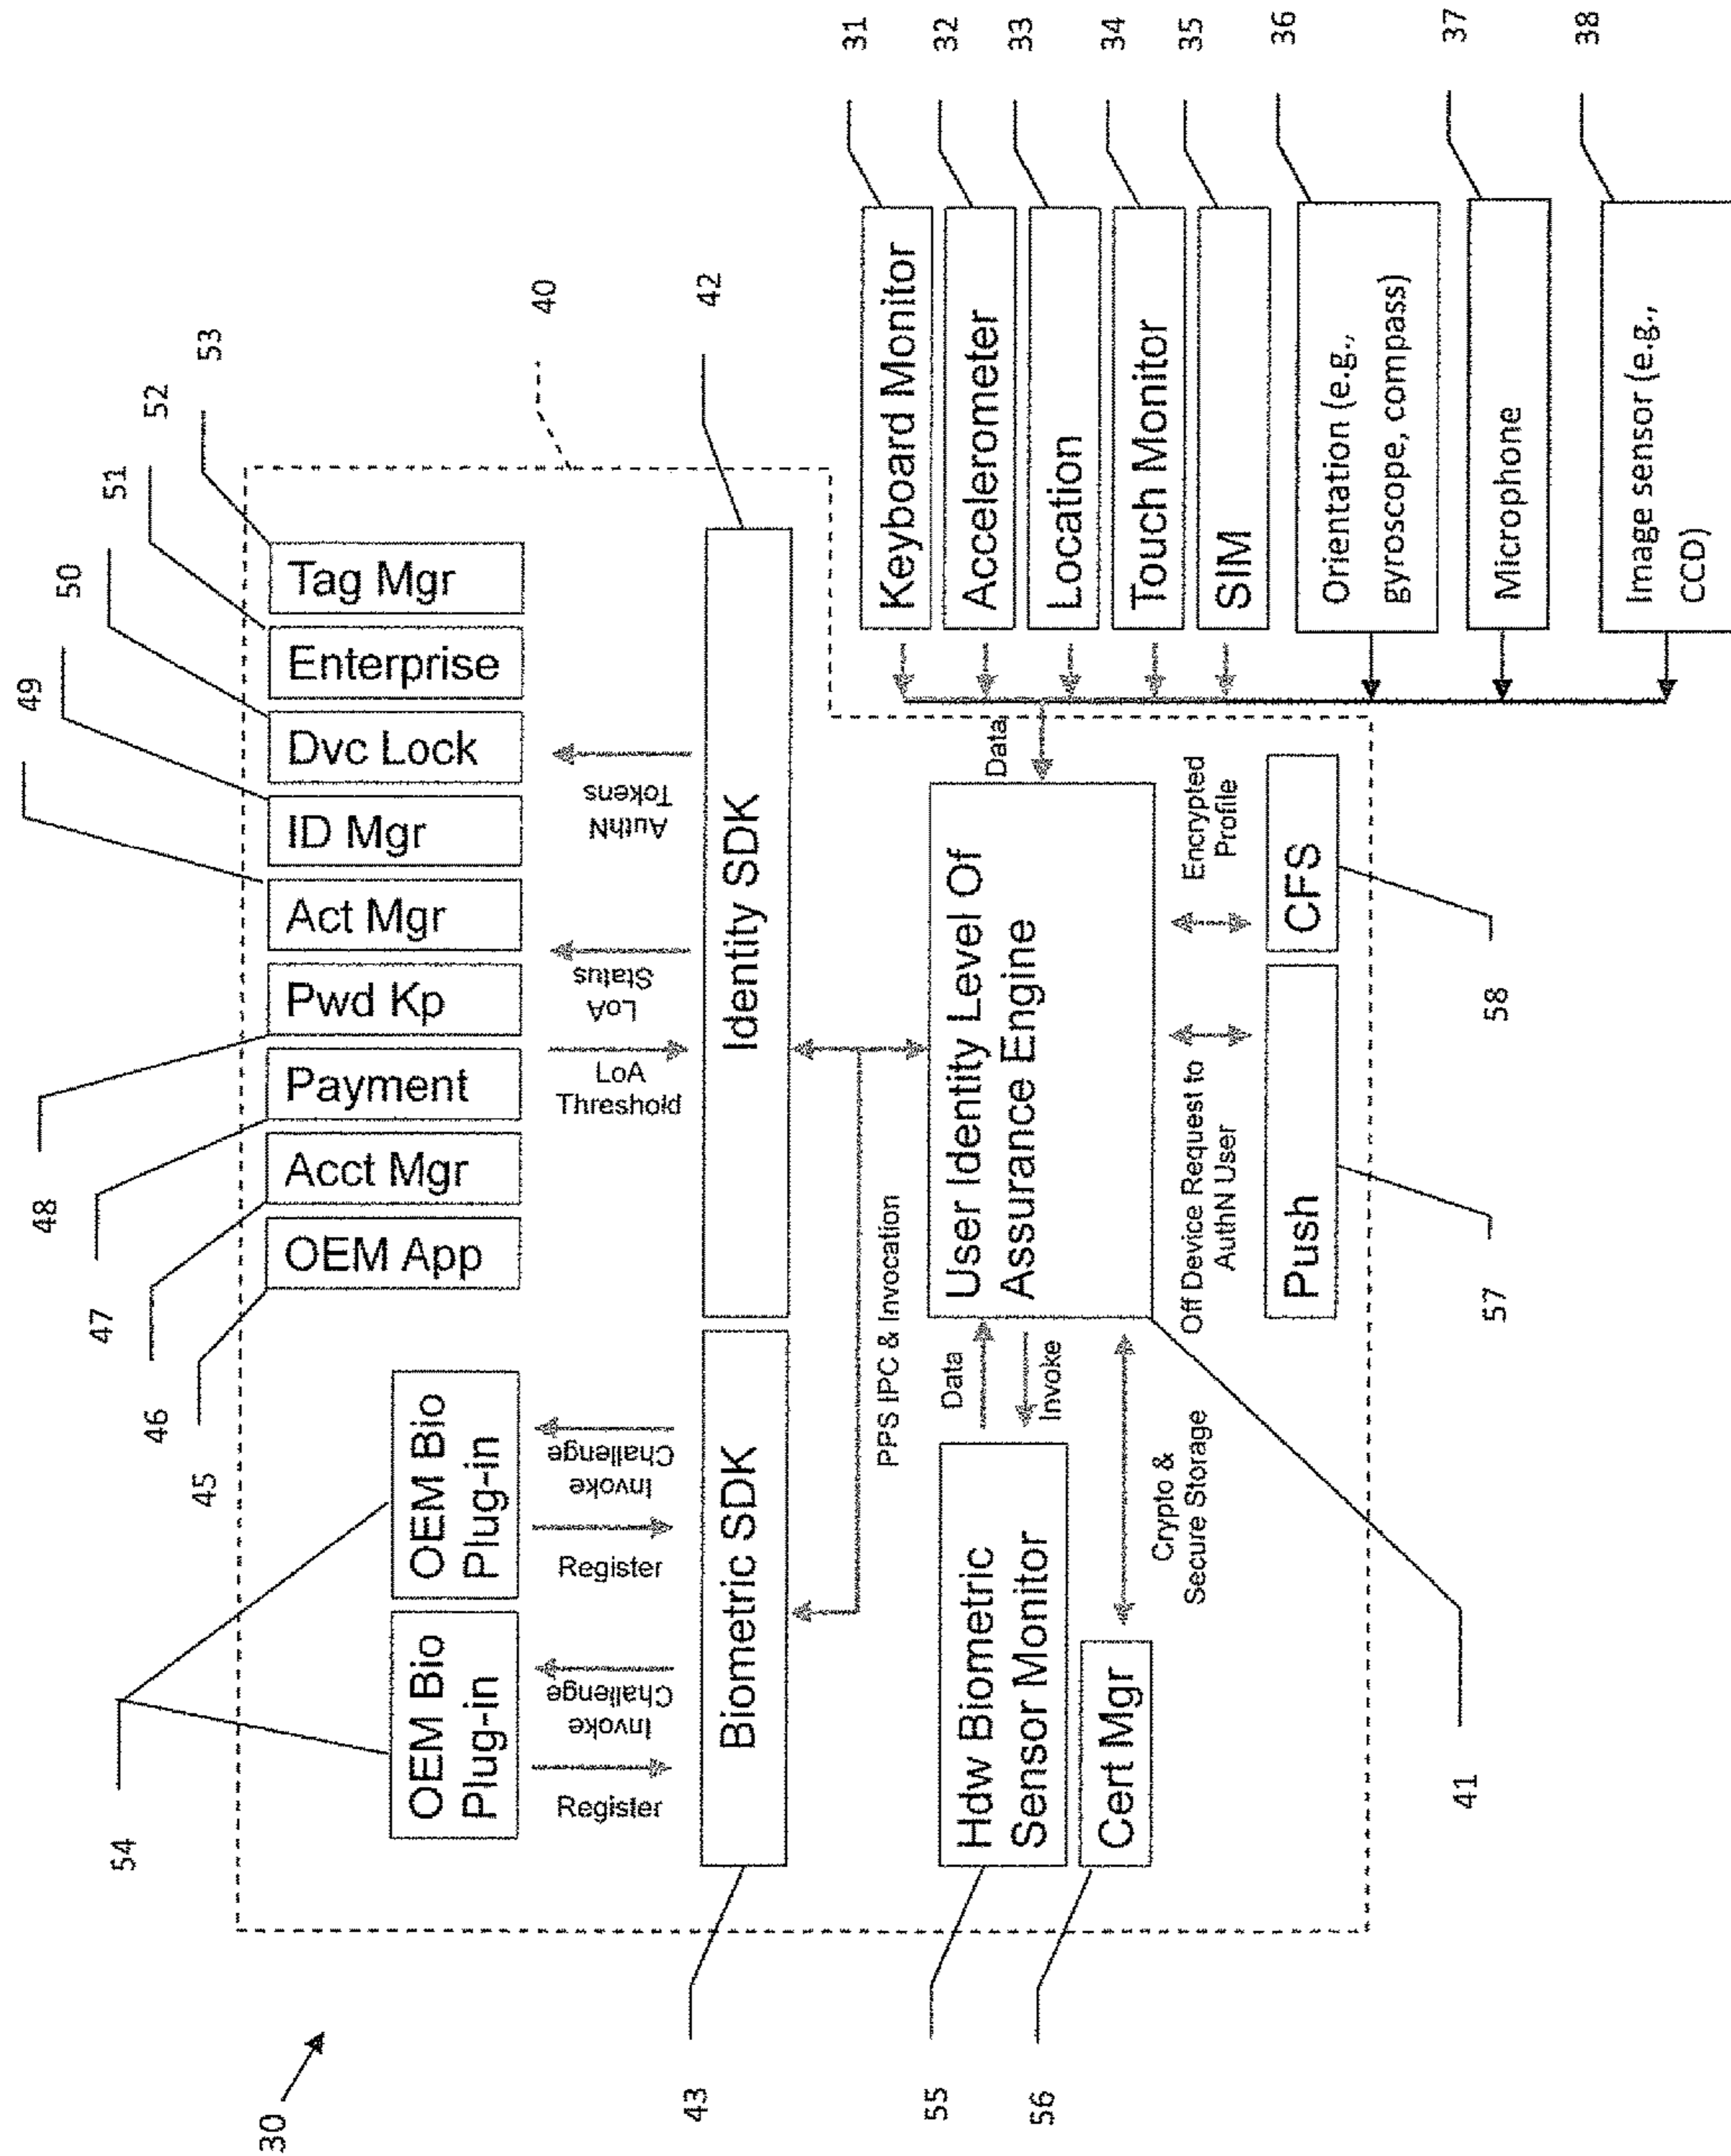 30
54
45
46
47
48
49
50
51
52
53
40
42
OEM Bio
Plug-in
OEM Bio
Plug-in
OEM App
Acct Mgr
Payment
Pwd Kp
Act Mgr
ID Mgr
Dvc Lock
Enterprise
Tag Mgr
Register
Invoke
Challenge
Register
Invoke
Challenge
LoA
Threshold
LoA
Status
AuthN
Tokens
43
Biometric SDK
Identity SDK
PPS IPC & Invocation
55
Hdw Biometric
Sensor Monitor
Data
Invoke
User Identity Level Of
Assurance Engine
Data
56
Cert Mgr
Crypto &
Secure Storage
Off Device Request to
AuthN User
Encrypted
Profile
Push
CFS
41
57
58
Keyboard Monitor
31
Accelerometer
32
Location
33
Touch Monitor
34
SIM
35
Orientation (e.g.,
gyroscope, compass)
36
Microphone
37
Image sensor (e.g.,
CCD)
38